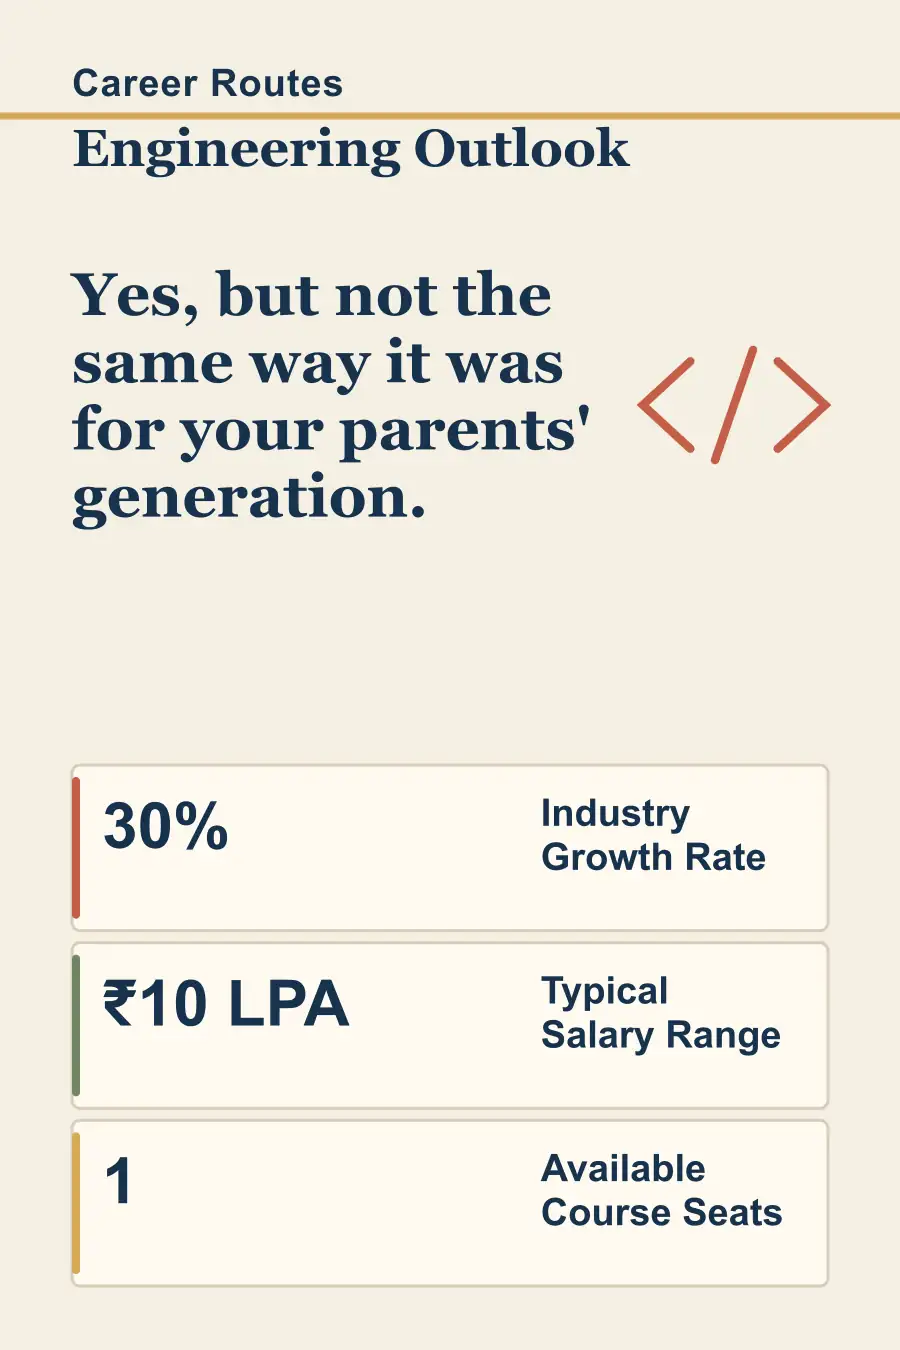 Career Routes
Engineering Outlook
Yes, but not the
same way it was
for your parents'
generation.
</>
30%
Industry
Growth Rate
₹10 LPA
Typical
Salary Range
1
Available
Course Seats